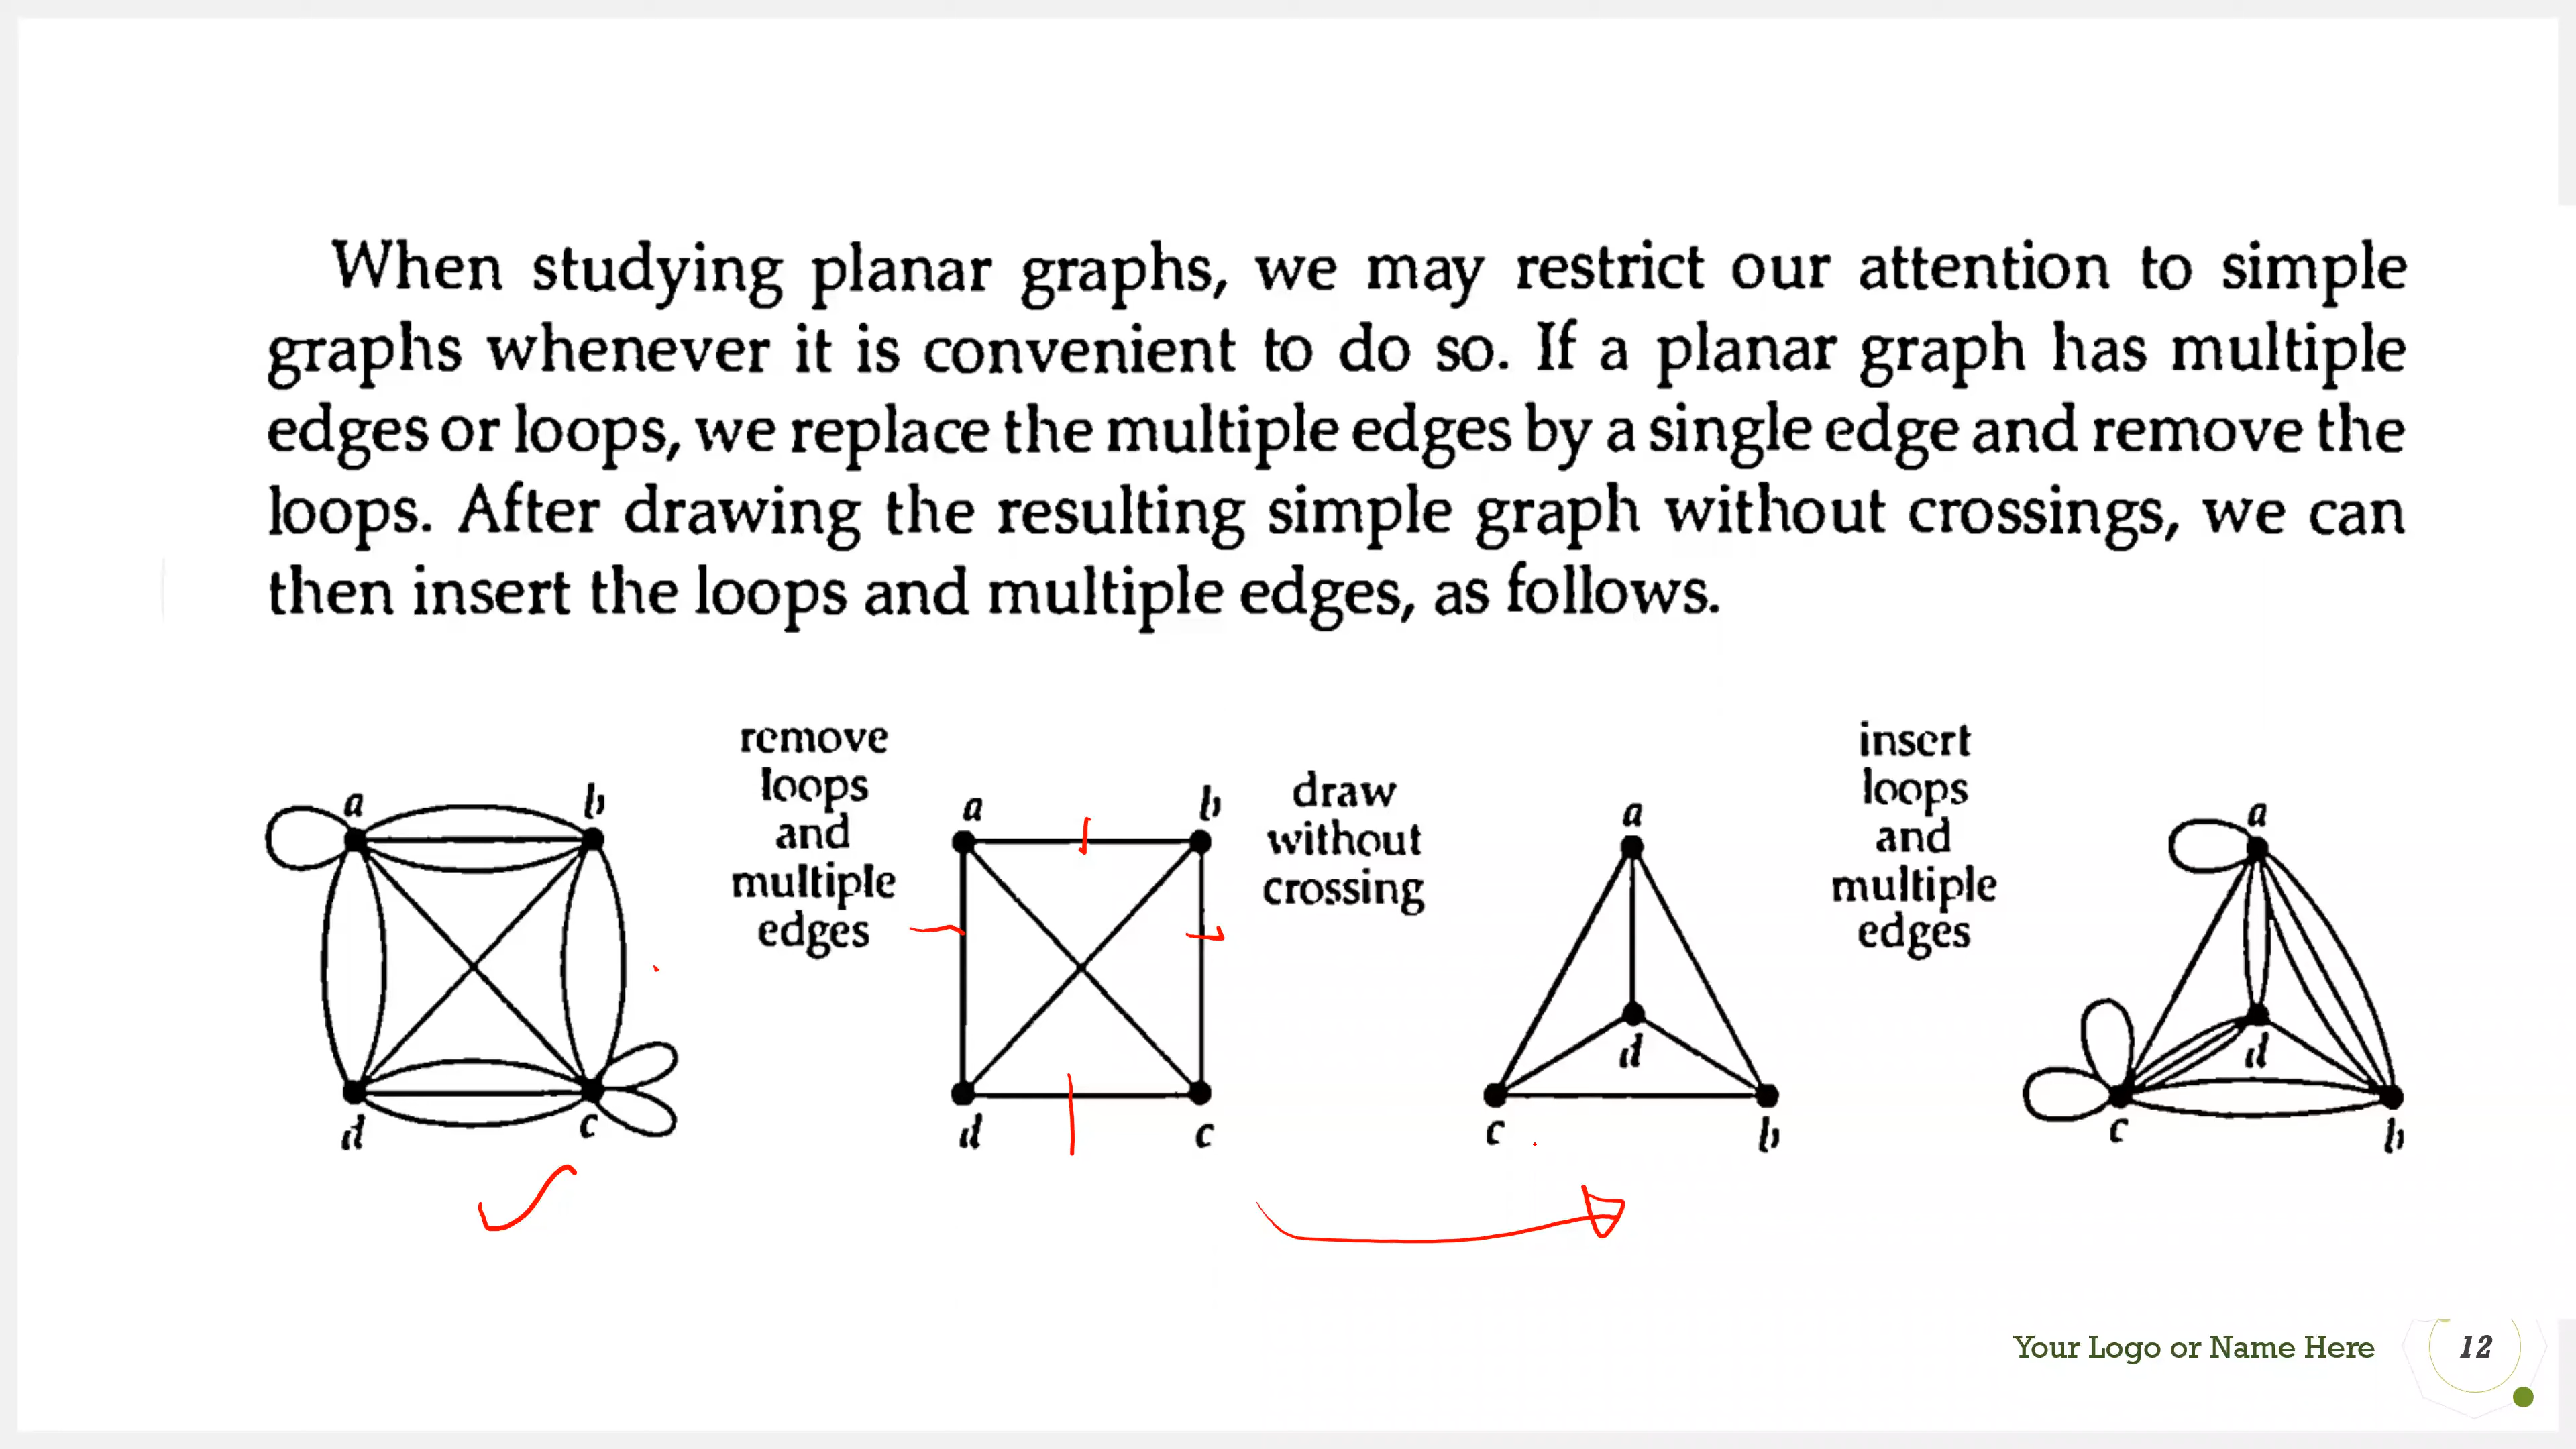 When studying planar graphs, we may restrict our attention to simple
graphs whenever it is convenient to do so. If a planar graph has multiple
edges or loops, we replace the multiple edges by a single edge and remove the
loops. After drawing the resulting simple graph without crossings, we can
then insert the loops and multiple edges, as follows.
a
b
d
c
remove
loops
and
multiple
edges
a
b
d
c
draw
without
crossing
a
d
c
b
insert
loops
and
multiple
edges
a
d
c
b
Your Logo or Name Here
12